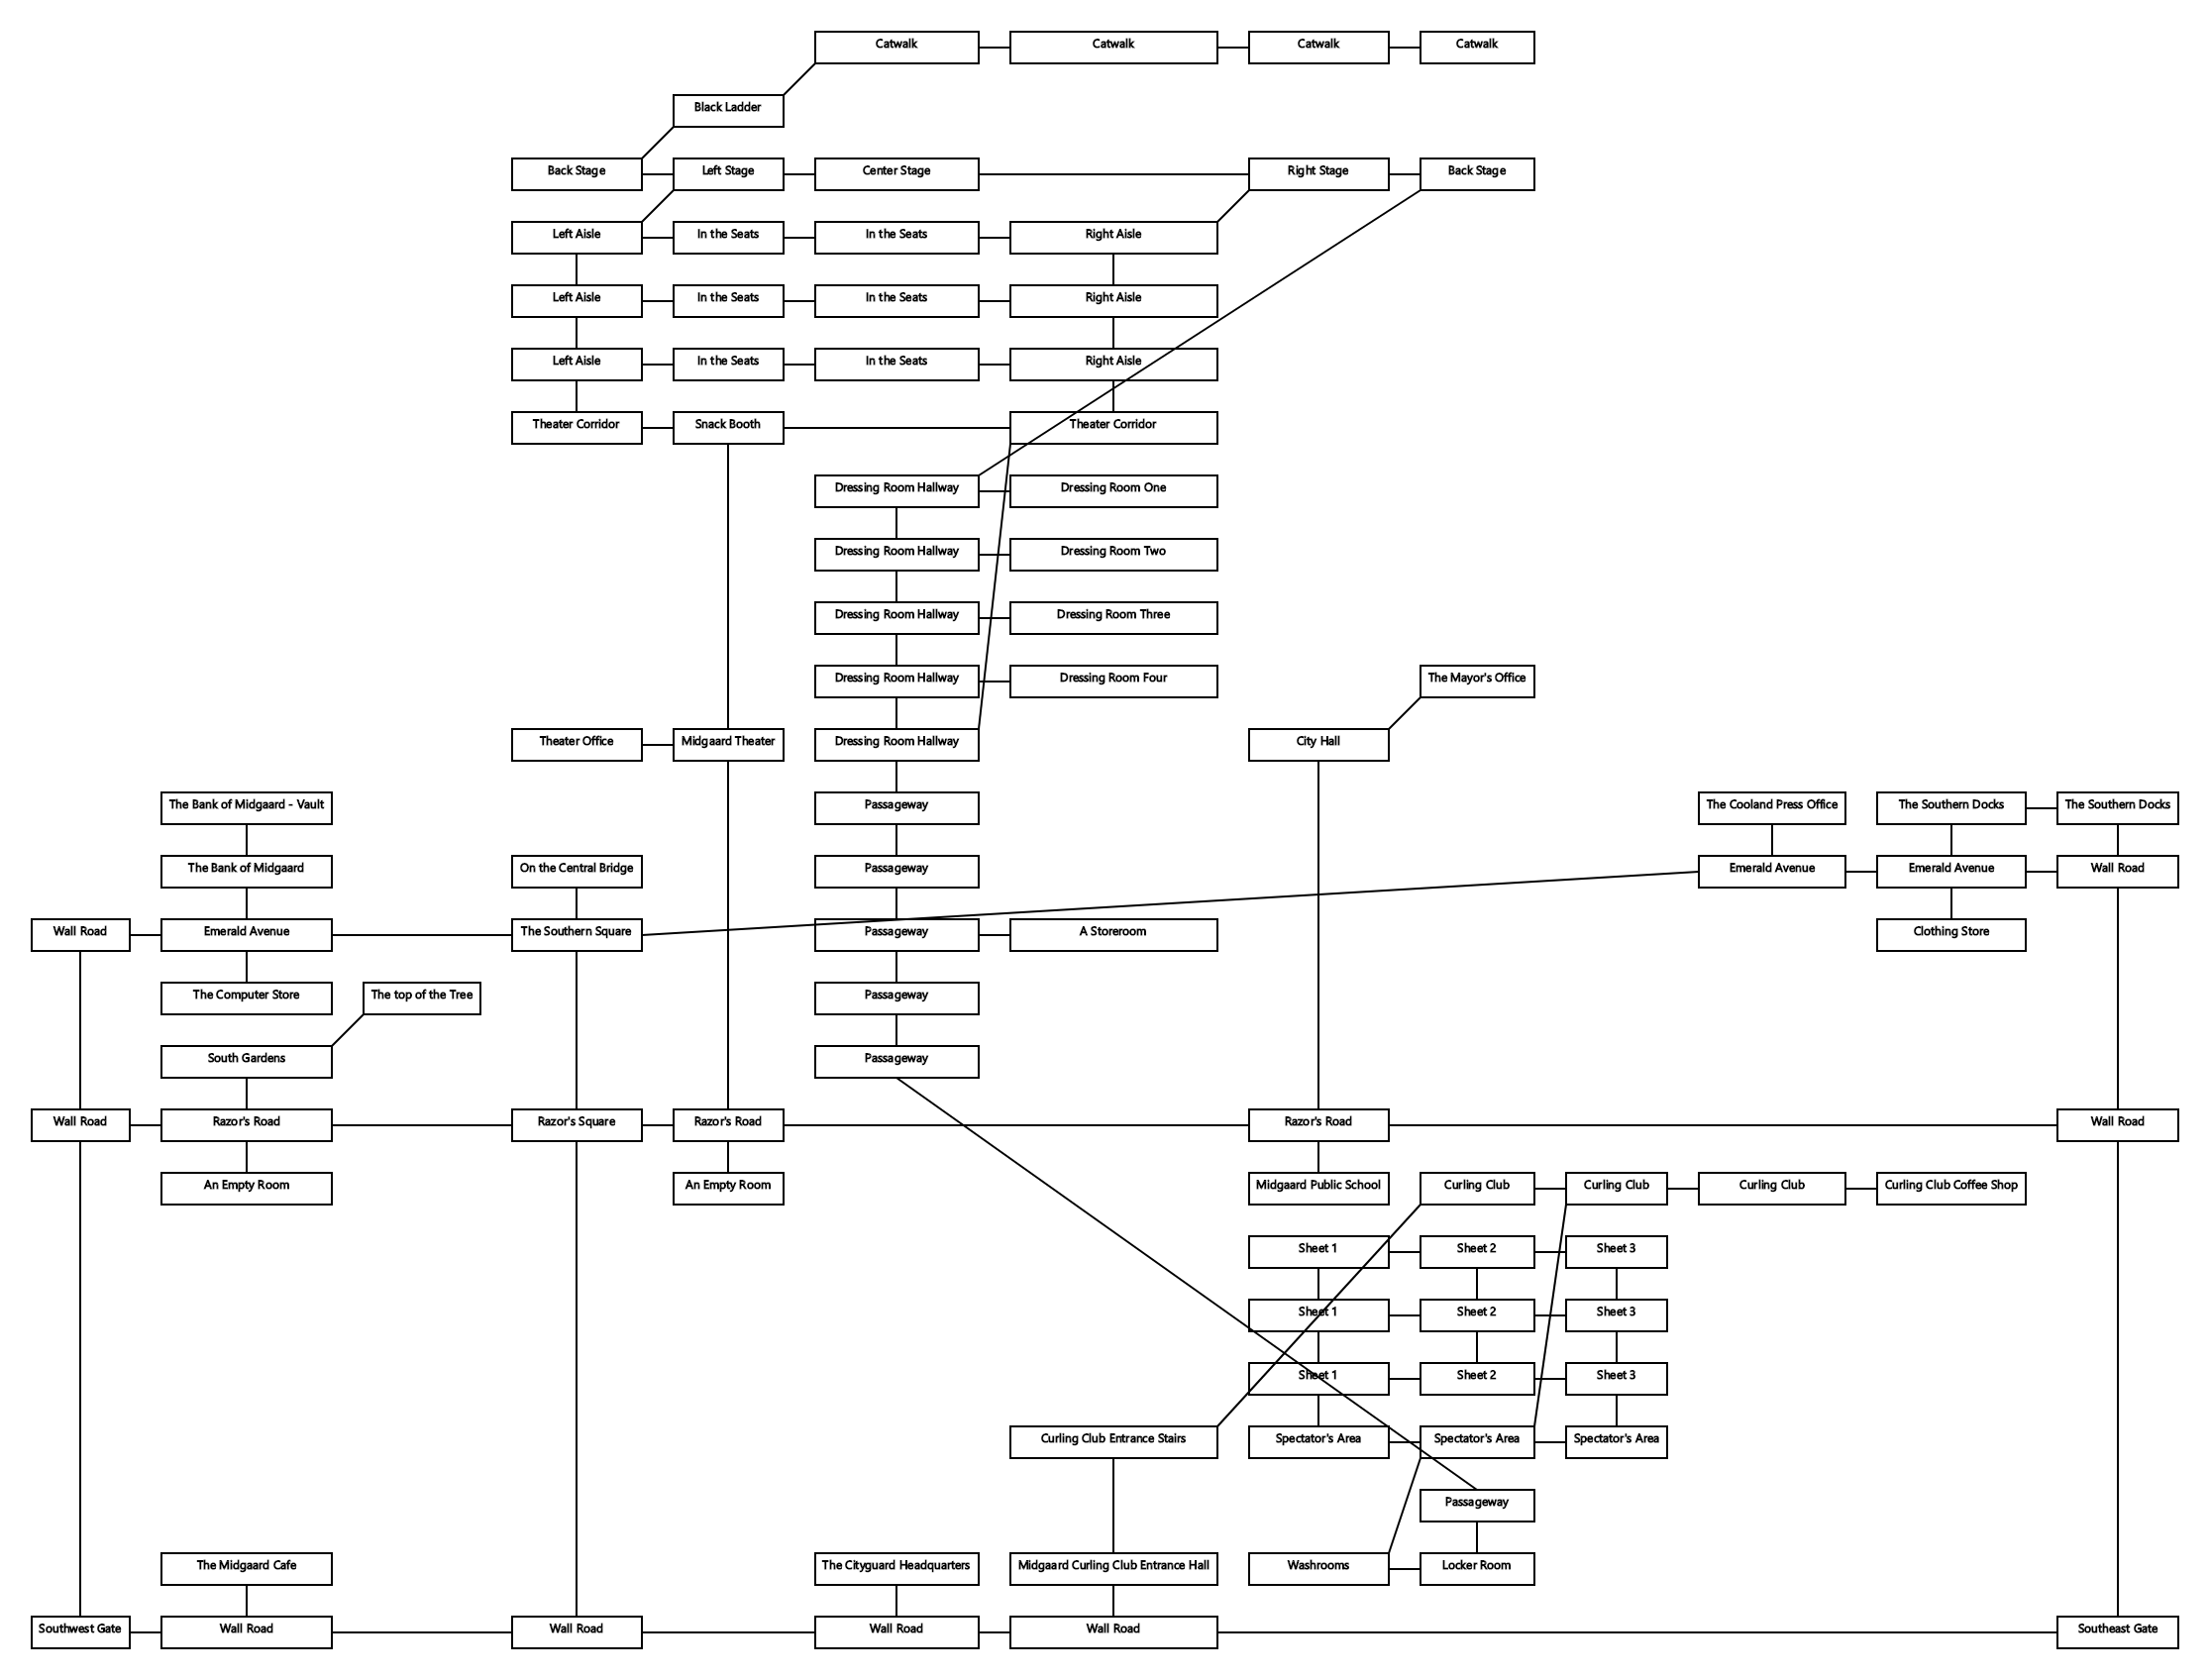 Catwalk
Catwalk
Catwalk
Catwalk
Black Ladder
Back Stage
Left Stage
Center Stage
Right Stage
Back Stage
Left Aisle
In the Seats
In the Seats
Right Aisle
Left Aisle
In the Seats
In the Seats
Right Aisle
Left Aisle
In the Seats
In the Seats
Right Aisle
Theater Corridor
Snack Booth
Theater Corridor
Dressing Room Hallway
Dressing Room One
Dressing Room Hallway
Dressing Room Two
Dressing Room Hallway
Dressing Room Three
Dressing Room Hallway
Dressing Room Four
The Mayor's Office
Theater Office
Midgaard Theater
Dressing Room Hallway
City Hall
The Bank of Midgaard - Vault
Passageway
The Cooland Press Office
The Southern Docks
The Southern Docks
The Bank of Midgaard
On the Central Bridge
Passageway
Emerald Avenue
Emerald Avenue
Wall Road
Wall Road
Emerald Avenue
The Southern Square
Passageway
A Storeroom
Clothing Store
The Computer Store
The top of the Tree
Passageway
South Gardens
Passageway
Wall Road
Razor's Road
Razor's Square
Razor's Road
Razor's Road
Wall Road
An Empty Room
An Empty Room
Midgaard Public School
Curling Club
Curling Club
Curling Club
Curling Club Coffee Shop
Sheet 1
Sheet 2
Sheet 3
Sheet 1
Sheet 2
Sheet 3
Sheet 1
Sheet 2
Sheet 3
Curling Club Entrance Stairs
Spectator's Area
Spectator's Area
Spectator's Area
Passageway
The Midgaard Cafe
The Cityguard Headquarters
Midgaard Curling Club Entrance Hall
Washrooms
Locker Room
Southwest Gate
Wall Road
Wall Road
Wall Road
Wall Road
Southeast Gate